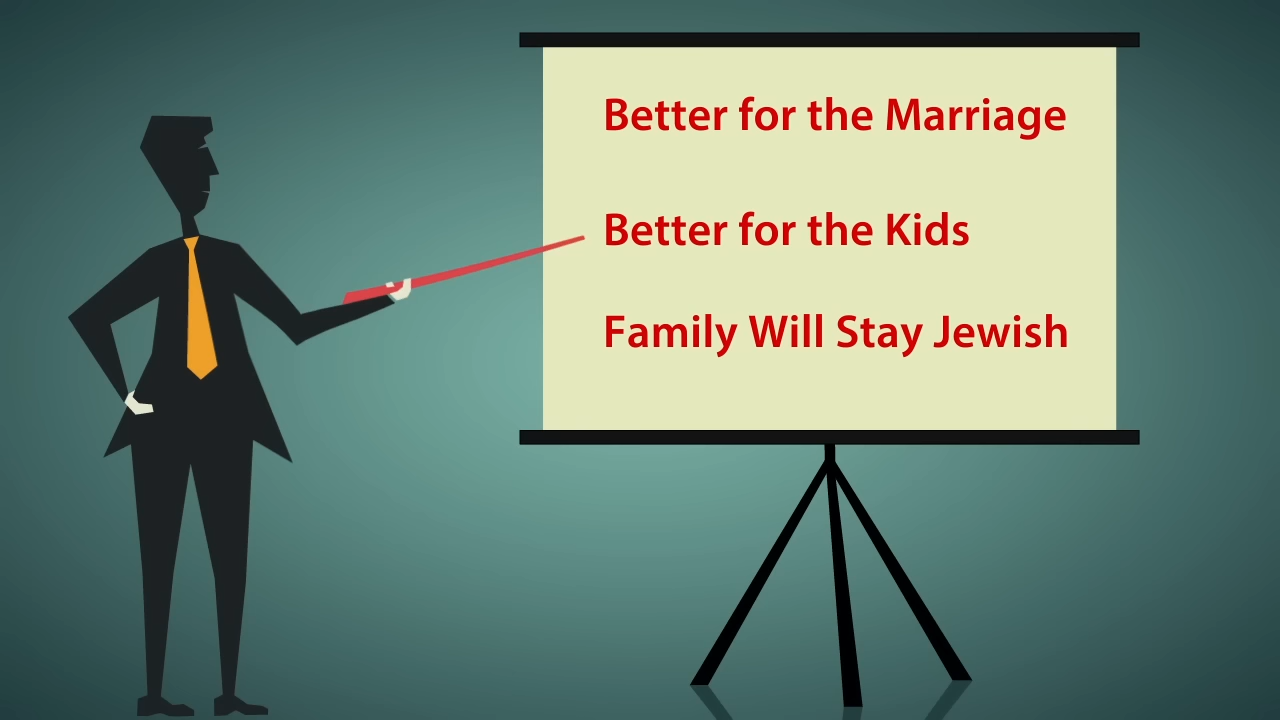 Better for the Marriage
Better for the Kids
Family Will Stay Jewish